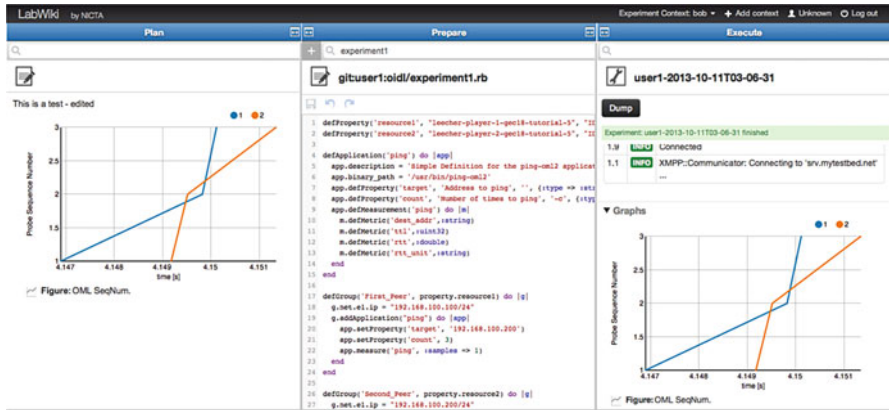 LabWiki by NICTA
Experiment Context: bob Add context Unknown Log out
Plan
This is a test - edited
1 2
Probe Sequence Number
3
2.5
2
1.5
1
4.147 4.148 4.149 4.15 4.151
time [s]
Figure: OML SeqNum.
Prepare
experiment1
git:user1:oidl/experiment1.rb
1 defProperty('resource1', "leecher-player-1-gec18-tutorial-5", "ID
2 defProperty('resource2', "leecher-player-2-gec18-tutorial-5", "ID
3
4 defApplication('ping') do |app|
5 app.description = 'Simple Definition for the ping-oml2 applicat
6 app.binary_path = '/usr/bin/ping-oml2'
7 app.defProperty('target', 'Address to ping', '', {:type => :str
8 app.defProperty('count', 'Number of times to ping', '-c', {:typ
9 app.defMeasurement('ping') do |m|
10 m.defMetric('dest_addr',:string)
11 m.defMetric('ttl',:uint32)
12 m.defMetric('rtt',:double)
13 m.defMetric('rtt_unit',:string)
14 end
15 end
16
17 defGroup('First_Peer', property.resource1) do |g|
18 g.net.e1.ip = "192.168.100.100/24"
19 g.addApplication("ping") do |app|
20 app.setProperty('target', '192.168.100.200')
21 app.setProperty('count', 3)
22 app.measure('ping', :samples => 1)
23 end
24 end
25
26 defGroup('Second_Peer', property.resource2) do |g|
27 g.net.e1.ip = "192.168.100.200/24"
Execute
user1-2013-10-11T03-06-31
Dump
Experiment: user1-2013-10-11T03-06-31 finished
1.9 INFO Connected
1.1 INFO XMPP::Communicator: Connecting to 'srv.mytestbed.net'
...
Graphs
1 2
Probe Sequence Number
3
2.5
2
1.5
1
4.147 4.148 4.149 4.15 4.151
time [s]
Figure: OML SeqNum.